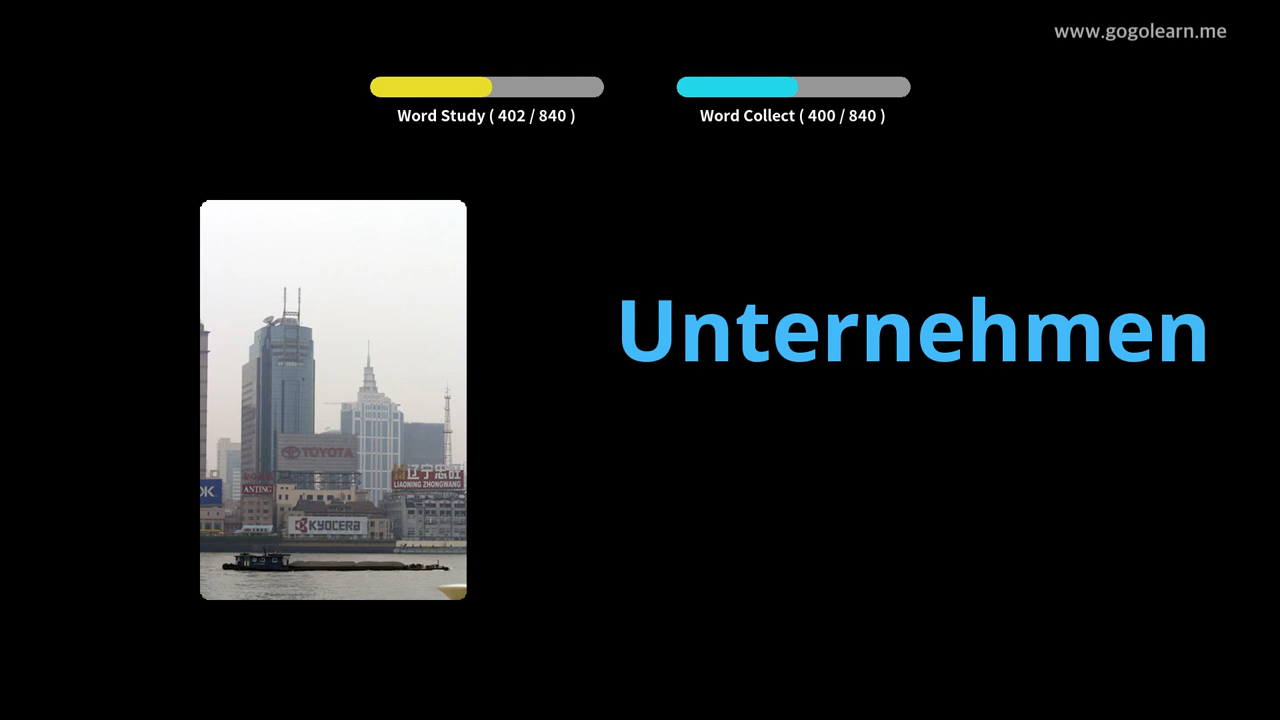 www.gogolearn.me
Word Study ( 402 / 840 )
Word Collect ( 400 / 840 )
Unternehmen
TOYOTA
辽宁忠旺
LIAONING ZHONGWANG
ANTING
KYOCERA